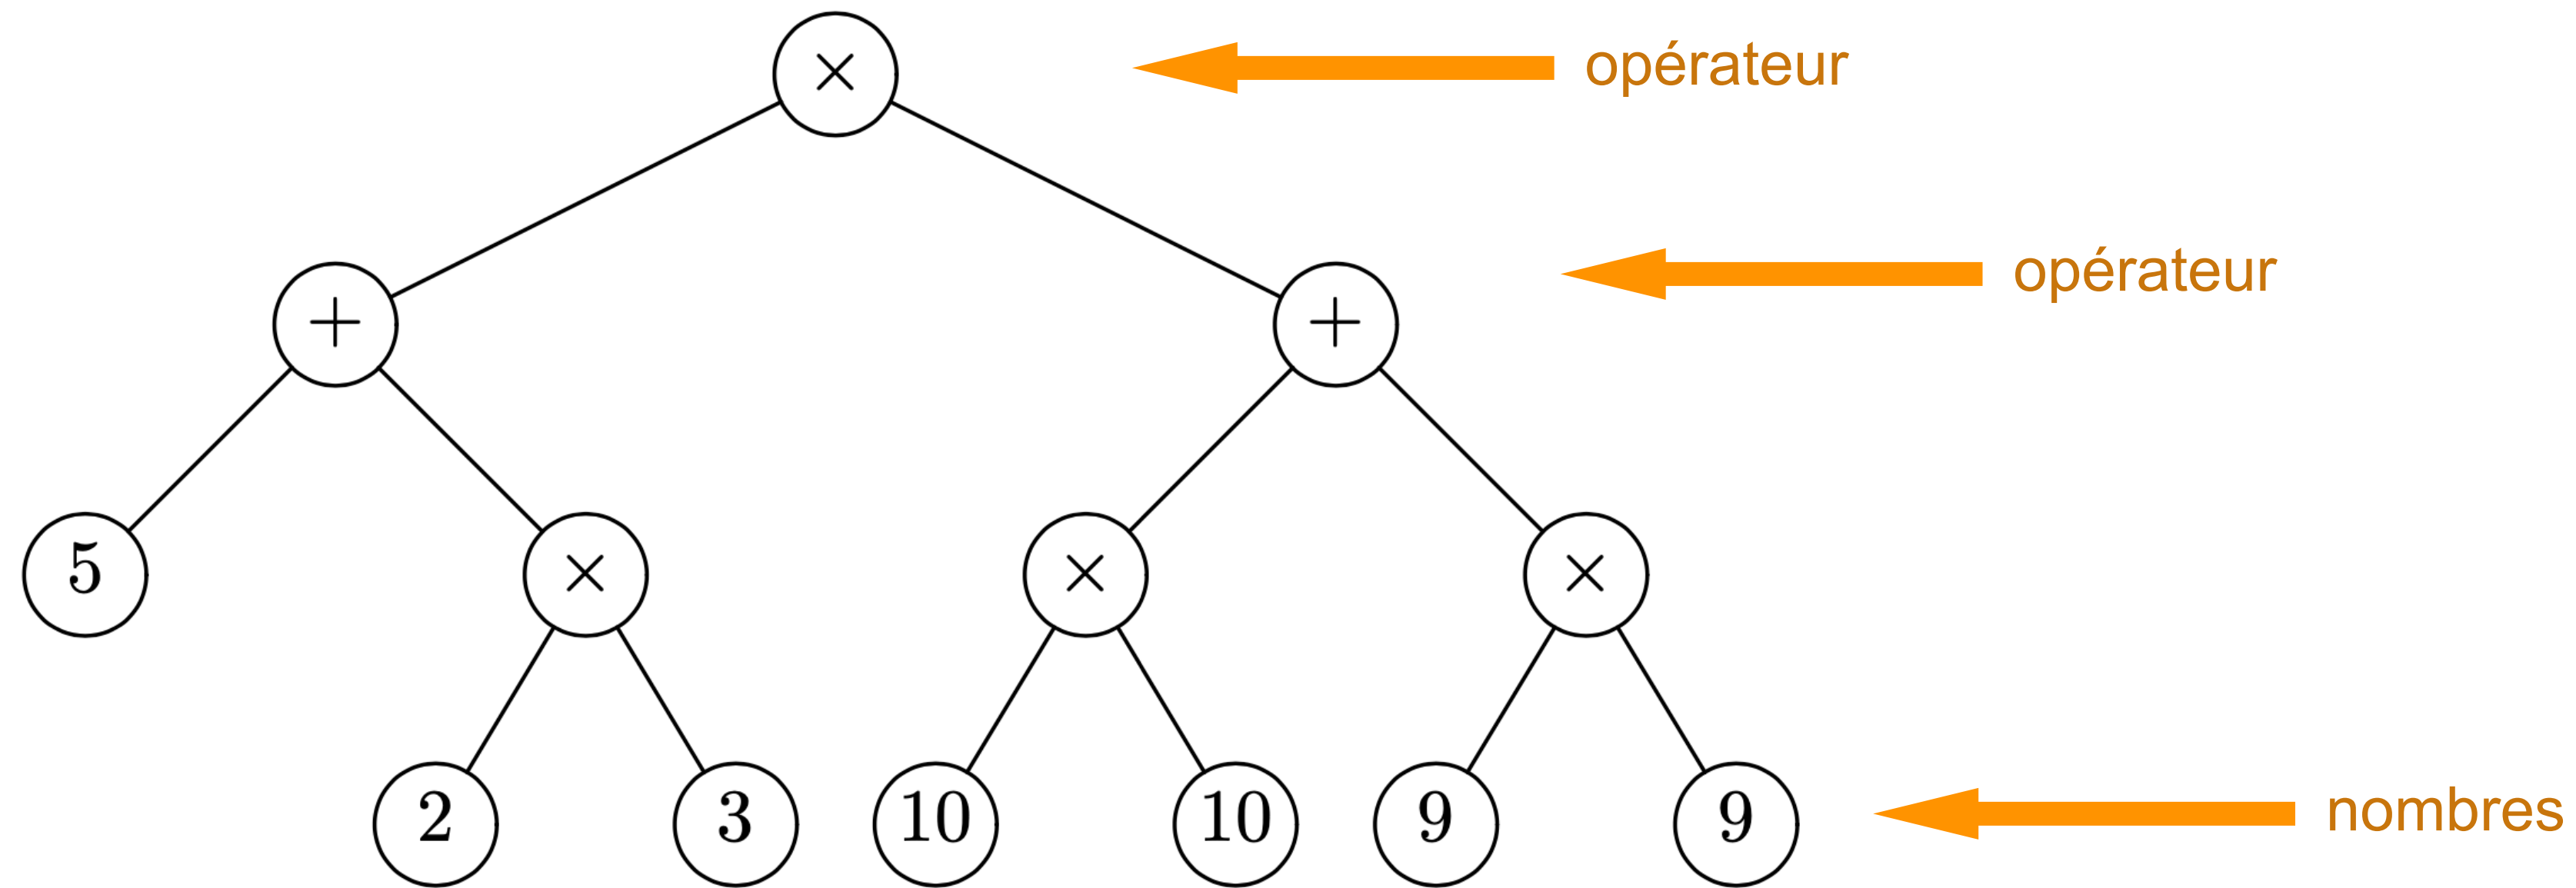 × opérateur
+ + opérateur
5 × × ×
2 3 10 10 9 9 nombres